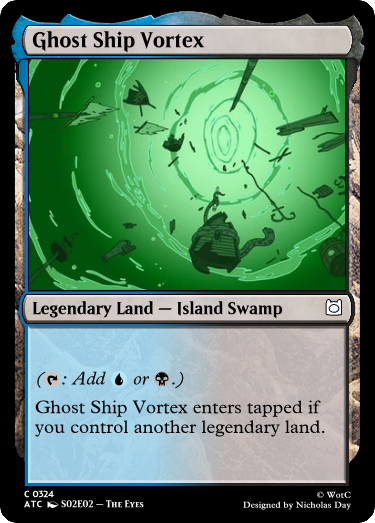 Ghost Ship Vortex
Legendary Land — Island Swamp
(: Add or .)
Ghost Ship Vortex enters tapped if
you control another legendary land.
C 0324
ATC S02E02 — The Eyes
© WotC
Designed by Nicholas Day